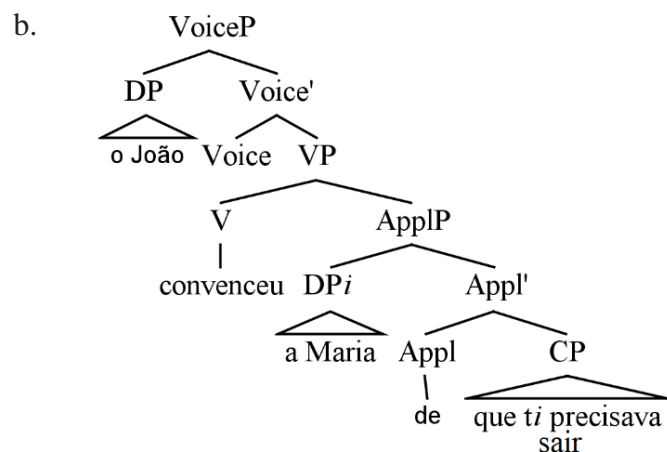 b.
VoiceP
DP Voice'
o João Voice VP
V ApplP
convenceu DPi Appl'
a Maria Appl CP
de que ti precisava
sair